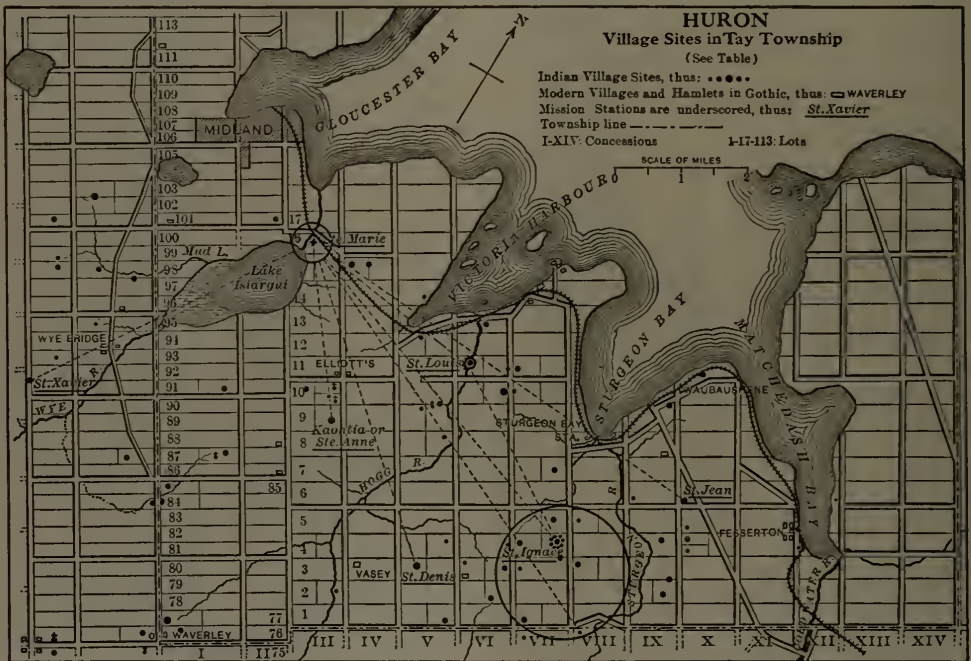 HURON
Village Sites in Tay Township
(See Table)
Indian Village Sites, thus:
Modern Villages and Hamlets in Gothic, thus: WAVERLEY
Mission Stations are underscored, thus: St.Xavier
Township line
I-XIV: Concessions 1-17-113: Lots
SCALE OF MILES
1 2
N
GLOUCESTER BAY
VICTORIA HARBOUR
STURGEON BAY
MATCHEDASH BAY
113
111
110
109
108
107
106
MIDLAND
105
103
102
101
17
100
99
98
97
96
95
94
93
92
91
90
89
88
87
86
85
84
83
82
81
80
79
78
77
76
75
Mud L.
Lake
Isiargui
Ste Marie
14
13
12
11
10
9
8
7
6
5
4
3
2
1
WYEBRIDGE
St.Xavier
WYE
R
ELLIOTT'S
St.Louis
Kaontia or
Ste.Anne
HOGG
R
STURGEON BAY
STA.
WAUBAUSHENE
St.Jean
FESSERTON
St.Ignace
St.Denis
VASEY
STURGEON
R
WAVERLEY
I
II
III
IV
V
VI
VII
VIII
IX
X
XI
XII
XIII
XIV